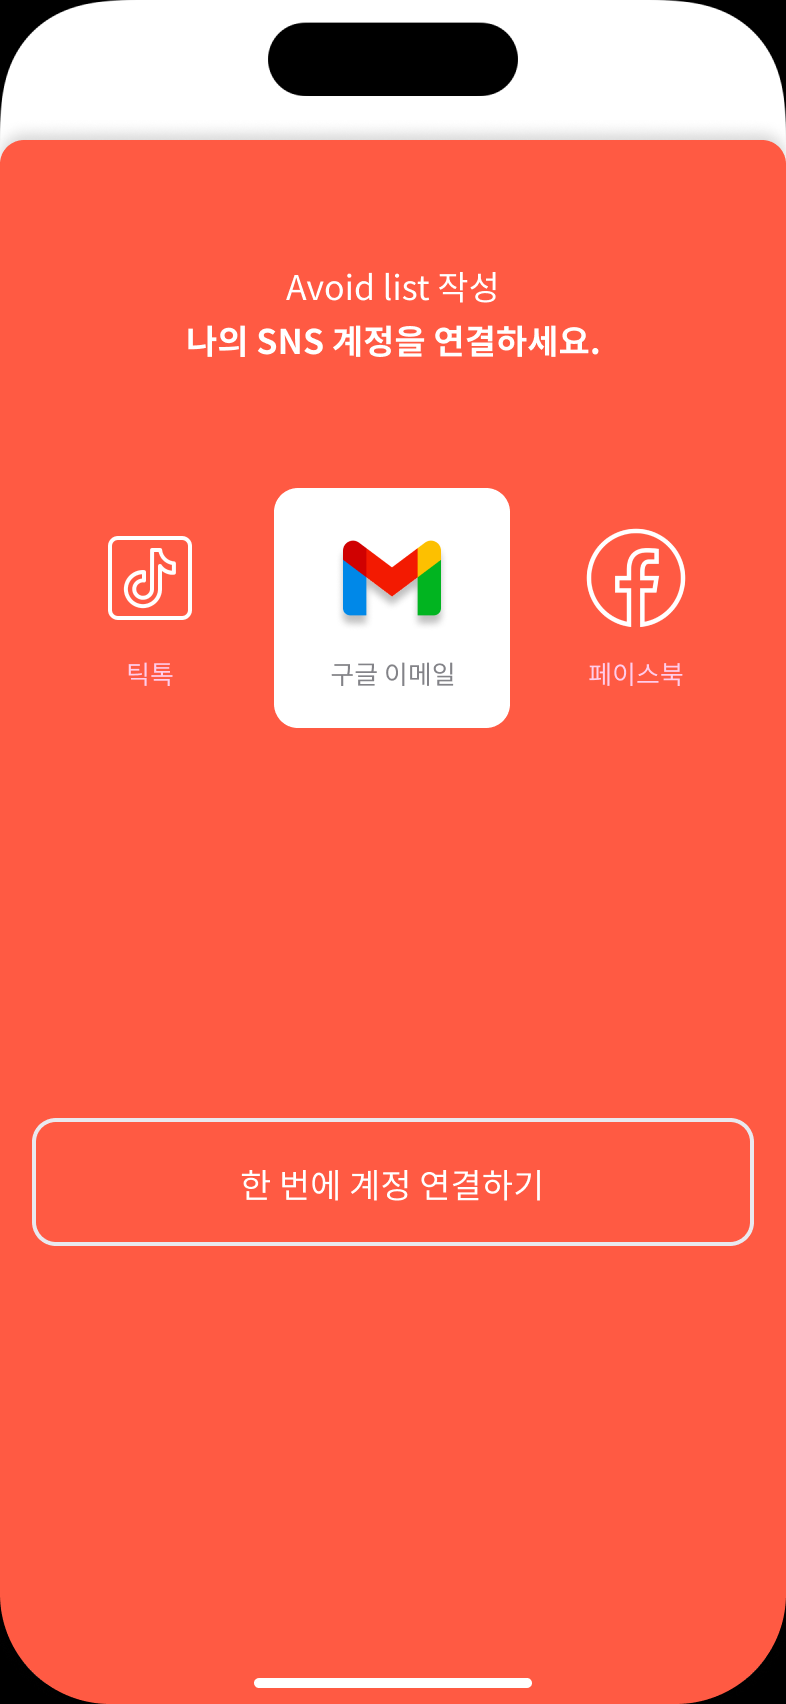 Avoid list 작성
나의 SNS 계정을 연결하세요.
틱톡
구글 이메일
페이스북
한 번에 계정 연결하기